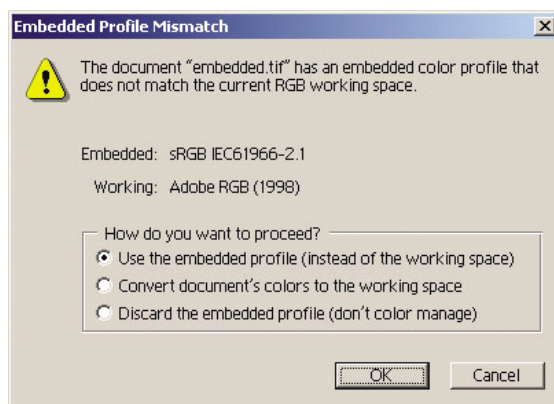 Embedded Profile Mismatch
The document "embedded.tif" has an embedded color profile that
does not match the current RGB working space.
Embedded: sRGB IEC61966-2.1
Working: Adobe RGB (1998)
How do you want to proceed?
Use the embedded profile (instead of the working space)
Convert document's colors to the working space
Discard the embedded profile (don't color manage)
OK
Cancel